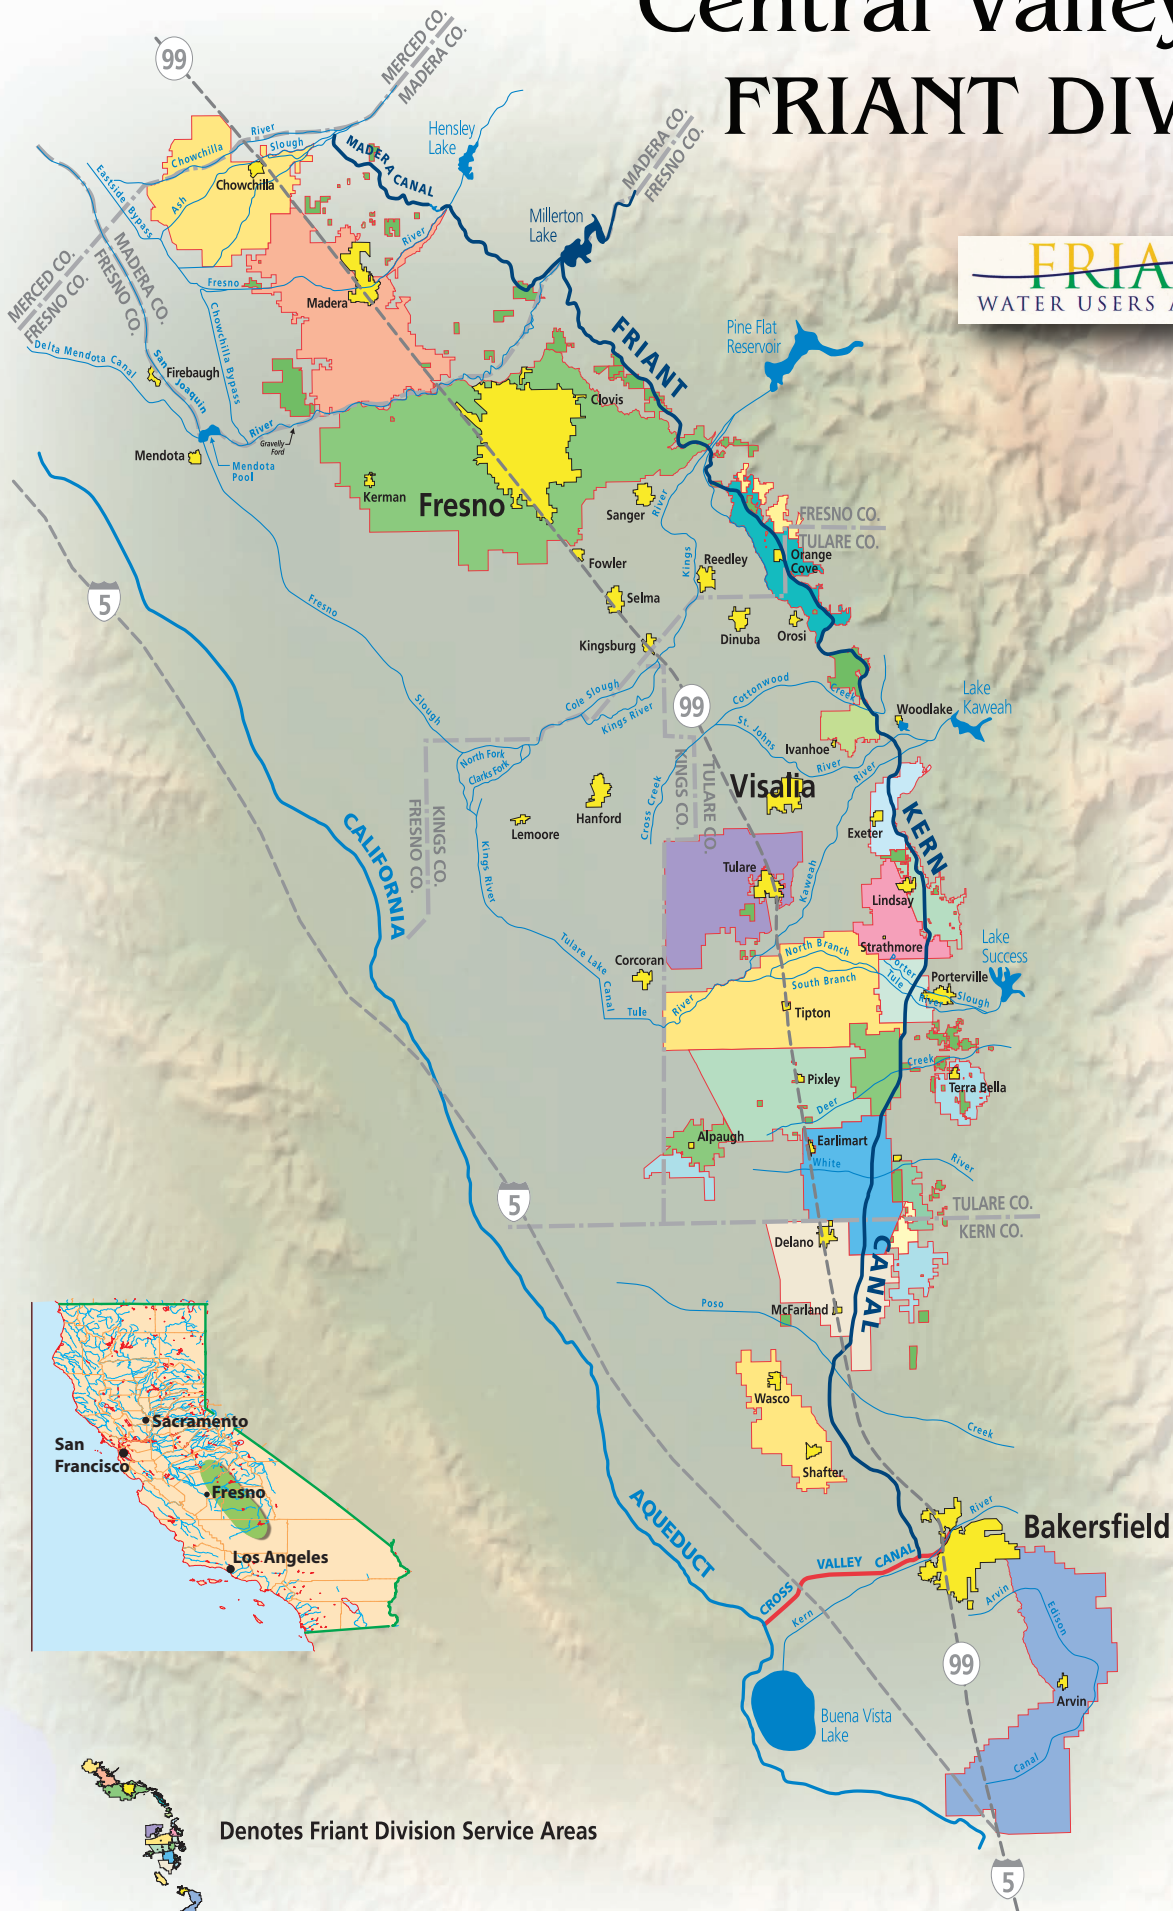 Central Valley
FRIANT DIV
FRIA
WATER USERS A
99
MERCED CO.
MADERA CO.
Hensley
Lake
MADERA CO.
FRESNO CO.
River
Slough
Chowchilla
MADERA CANAL
Chowchilla
Ash
Eastside Bypass
Millerton
Lake
River
MERCED CO.
FRESNO CO.
MADERA CO.
FRESNO CO.
Fresno
Madera
Chowchilla Bypass
Delta Mendota Canal
San Joaquin
Firebaugh
FRIANT
Pine Flat
Reservoir
Clovis
River
Gravelly
Ford
Mendota
Mendota
Pool
Kerman
Fresno
Sanger
River
FRESNO CO.
TULARE CO.
Orange
Cove
Fowler
Kings
Reedley
5
Fresno
Selma
Dinuba
Orosi
Kingsburg
Slough
Cole Slough
Kings River
99
Cottonwood
Creek
Lake
Kaweah
Woodlake
St. Johns
River
Ivanhoe
River
North Fork
Clarks Fork
KINGS CO.
TULARE CO.
Visalia
Cross Creek
Hanford
Lemoore
FRESNO CO.
KINGS CO.
CALIFORNIA
Kings River
Exeter
KERN
Tulare
Kaweah
Lindsay
Strathmore
Lake
Success
Tulare Lake
Canal
Corcoran
North Branch
South Branch
Porter
Slough
Tule
River
Porterville
Tule
River
Tipton
Pixley
Creek
Deer
Terra Bella
Alpaugh
Earlimart
White
River
5
TULARE CO.
KERN CO.
Delano
CANAL
McFarland
Poso
Creek
Wasco
Shafter
Sacramento
San
Francisco
Fresno
Los Angeles
AQUEDUCT
River
Bakersfield
CROSS
VALLEY
CANAL
Kern
Arvin
Edison
Canal
99
Arvin
Buena Vista
Lake
Denotes Friant Division Service Areas
5